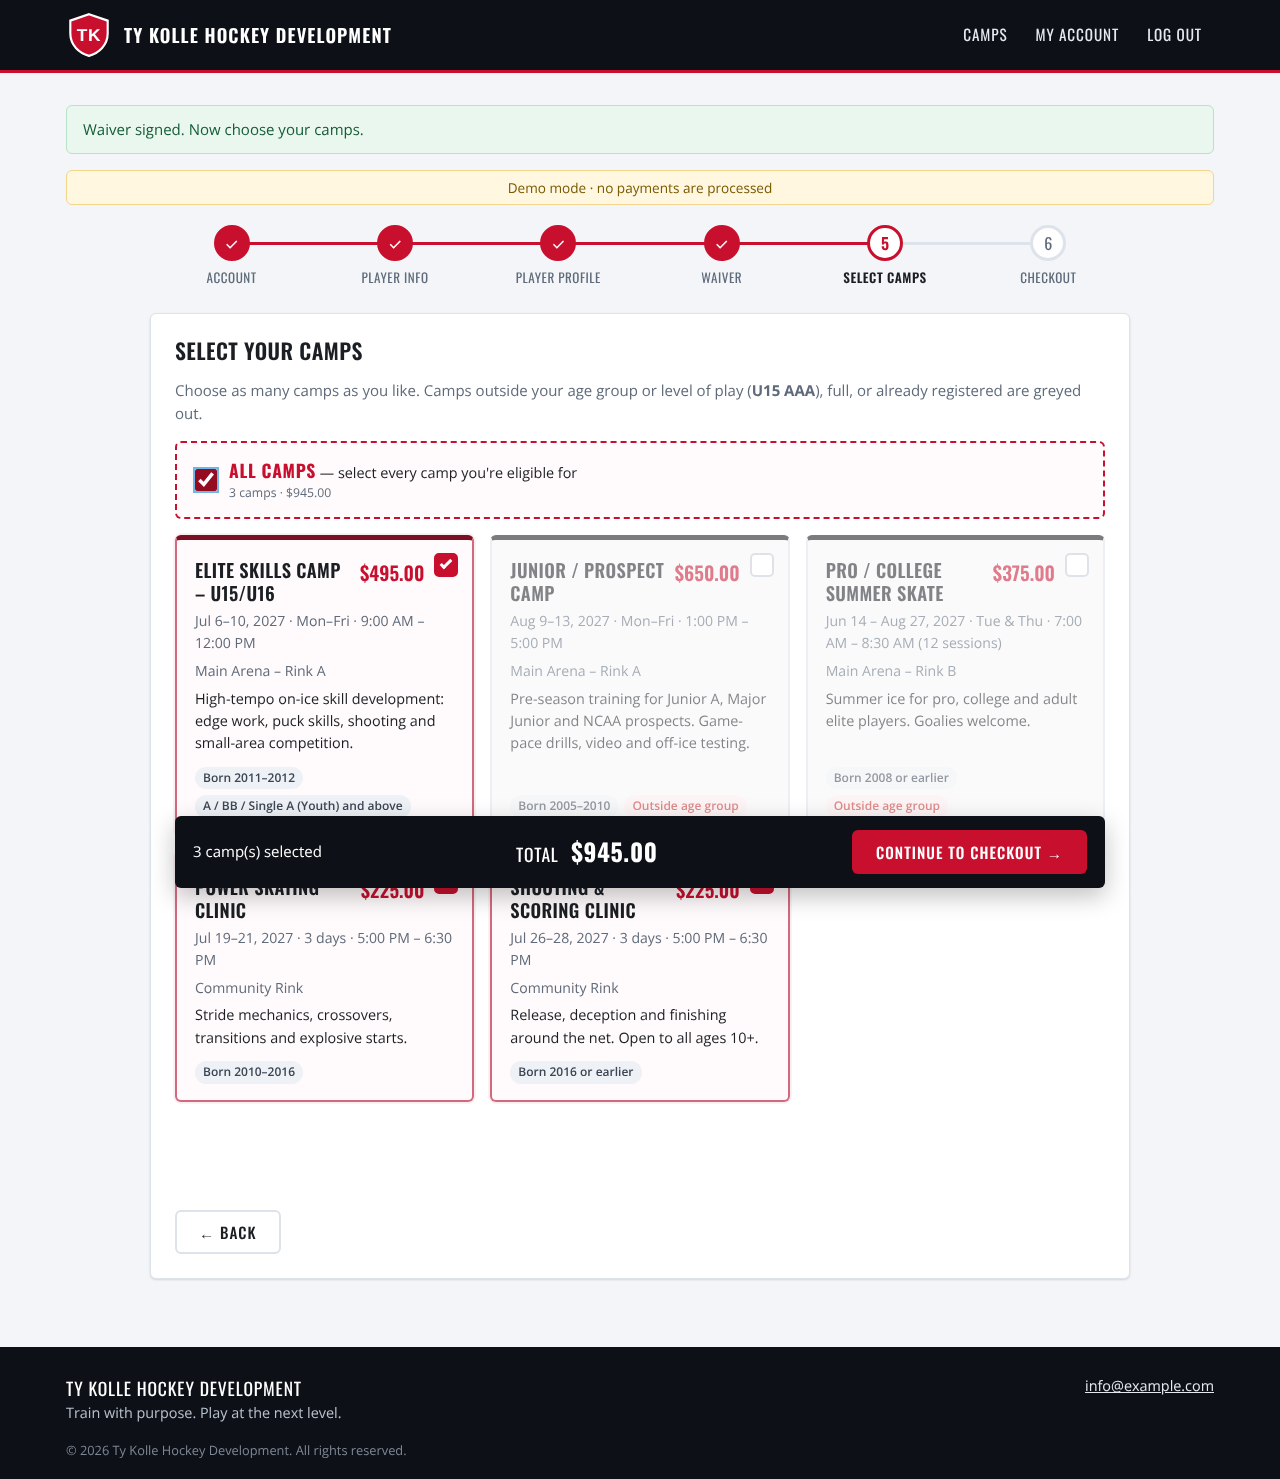 TK
TY KOLLE HOCKEY DEVELOPMENT
CAMPS
MY ACCOUNT
LOG OUT
Waiver signed. Now choose your camps.
Demo mode · no payments are processed
5
6
ACCOUNT
PLAYER INFO
PLAYER PROFILE
WAIVER
SELECT CAMPS
CHECKOUT
SELECT YOUR CAMPS
Choose as many camps as you like. Camps outside your age group or level of play (U15 AAA), full, or already registered are greyed
out.
ALL CAMPS — select every camp you're eligible for
3 camps · $945.00
ELITE SKILLS CAMP
– U15/U16
$495.00
Jul 6–10, 2027 · Mon–Fri · 9:00 AM –
12:00 PM
Main Arena – Rink A
High-tempo on-ice skill development:
edge work, puck skills, shooting and
small-area competition.
Born 2011–2012
A / BB / Single A (Youth) and above
JUNIOR / PROSPECT
CAMP
$650.00
Aug 9–13, 2027 · Mon–Fri · 1:00 PM –
5:00 PM
Main Arena – Rink A
Pre-season training for Junior A, Major
Junior and NCAA prospects. Game-
pace drills, video and off-ice testing.
Born 2005–2010
Outside age group
PRO / COLLEGE
SUMMER SKATE
$375.00
Jun 14 – Aug 27, 2027 · Tue & Thu · 7:00
AM – 8:30 AM (12 sessions)
Main Arena – Rink B
Summer ice for pro, college and adult
elite players. Goalies welcome.
Born 2008 or earlier
Outside age group
3 camp(s) selected
TOTAL $945.00
CONTINUE TO CHECKOUT →
POWER SKATING
CLINIC
$225.00
Jul 19–21, 2027 · 3 days · 5:00 PM – 6:30
PM
Community Rink
Stride mechanics, crossovers,
transitions and explosive starts.
Born 2010–2016
SHOOTING &
SCORING CLINIC
$225.00
Jul 26–28, 2027 · 3 days · 5:00 PM – 6:30
PM
Community Rink
Release, deception and finishing
around the net. Open to all ages 10+.
Born 2016 or earlier
← BACK
TY KOLLE HOCKEY DEVELOPMENT
Train with purpose. Play at the next level.
info@example.com
© 2026 Ty Kolle Hockey Development. All rights reserved.